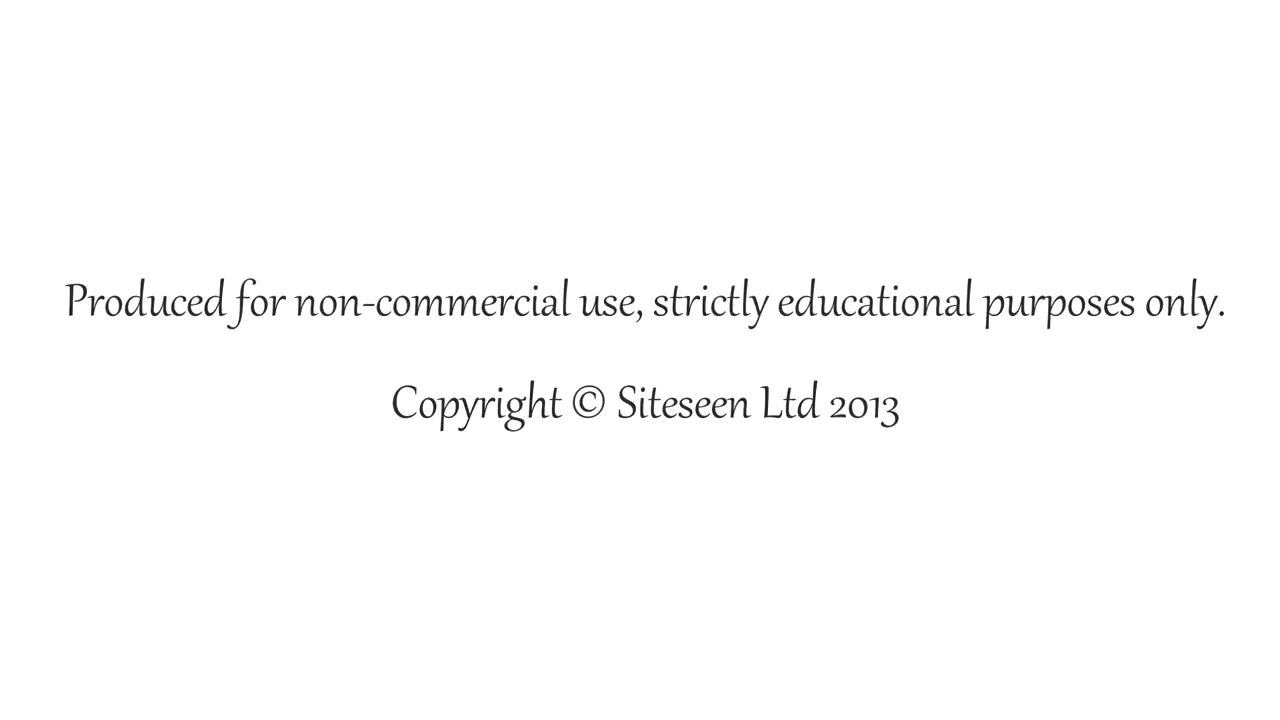 Produced for non-commercial use, strictly educational purposes only.
Copyright © Siteseen Ltd 2013